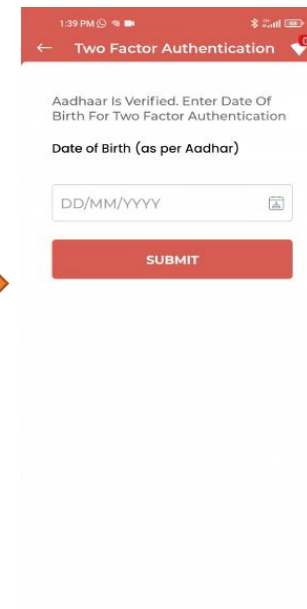 1:39 PM
Two Factor Authentication
Aadhaar Is Verified. Enter Date Of
Birth For Two Factor Authentication
Date of Birth (as per Aadhar)
DD/MM/YYYY
SUBMIT